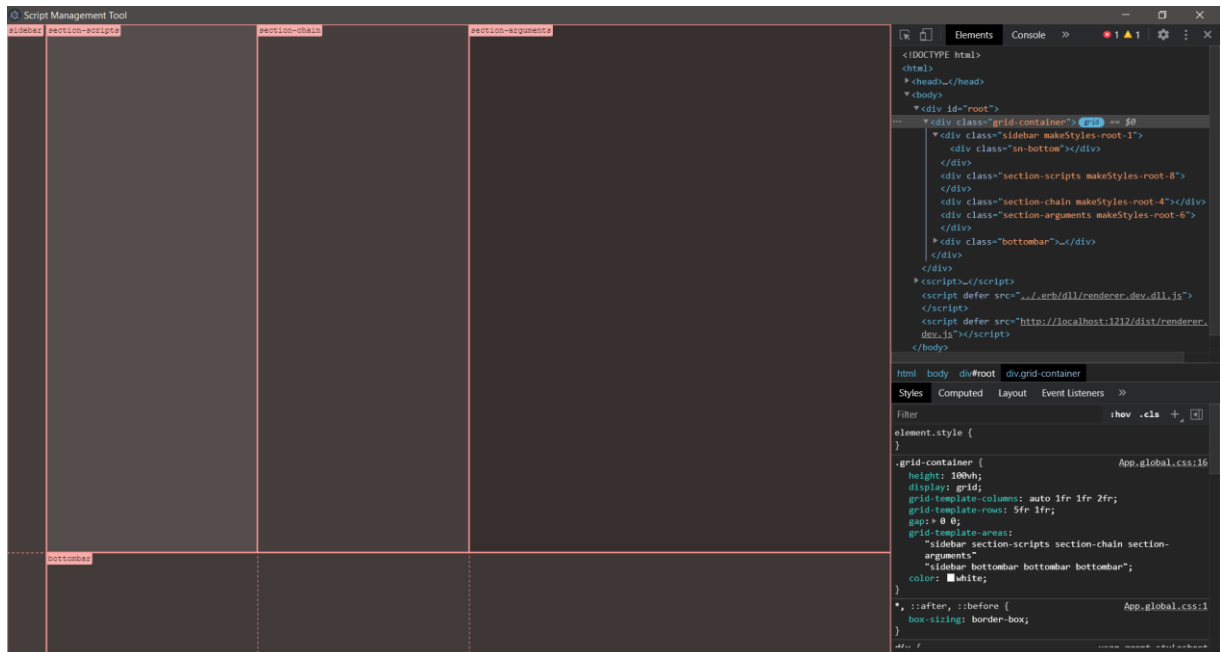 Script Management Tool
sidebar
section-scripts
section-chain
section-arguments
bottombar
Elements Console » 1 1
<!DOCTYPE html>
<html>
▶<head>…</head>
▼<body>
▼<div id="root">
… ▼<div class="grid-container"> grid == $0
▼<div class="sidebar makeStyles-root-1">
<div class="sn-bottom"></div>
</div>
<div class="section-scripts makeStyles-root-8">
</div>
<div class="section-chain makeStyles-root-4"></div>
<div class="section-arguments makeStyles-root-6">
</div>
▶<div class="bottombar">…</div>
</div>
</div>
▶<script>…</script>
<script defer src="../.erb/dll/renderer.dev.dll.js">
</script>
<script defer src="http://localhost:1212/dist/renderer.
dev.js"></script>
</body>
html body div#root div.grid-container
Styles Computed Layout Event Listeners »
Filter :hov .cls +
element.style {
}
.grid-container { App.global.css:16
height: 100vh;
display: grid;
grid-template-columns: auto 1fr 1fr 2fr;
grid-template-rows: 5fr 1fr;
gap:▶ 0 0;
grid-template-areas:
"sidebar section-scripts section-chain section-
arguments"
"sidebar bottombar bottombar bottombar";
color: white;
}
*, ::after, ::before { App.global.css:1
box-sizing: border-box;
}